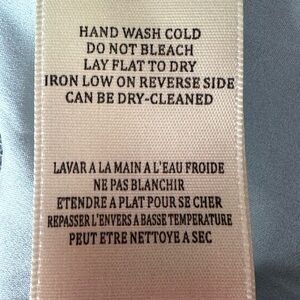 HAND WASH COLD
DO NOT BLEACH
LAY FLAT TO DRY
IRON LOW ON REVERSE SIDE
CAN BE DRY-CLEANED
LAVAR A LA MAIN A L'EAU FROIDE
NE PAS BLANCHIR
ETENDRE A PLAT POUR SE CHER
REPASSER L'ENVERS A BASSE TEMPERATURE
PEUT ETRE NETTOYE A SEC